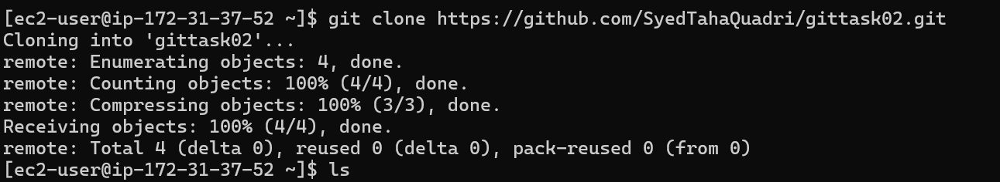 [ec2-user@ip-172-31-37-52 ~]$ git clone https://github.com/SyedTahaQuadri/gittask02.git
Cloning into 'gittask02'...
remote: Enumerating objects: 4, done.
remote: Counting objects: 100% (4/4), done.
remote: Compressing objects: 100% (3/3), done.
Receiving objects: 100% (4/4), done.
remote: Total 4 (delta 0), reused 0 (delta 0), pack-reused 0 (from 0)
[ec2-user@ip-172-31-37-52 ~]$ ls